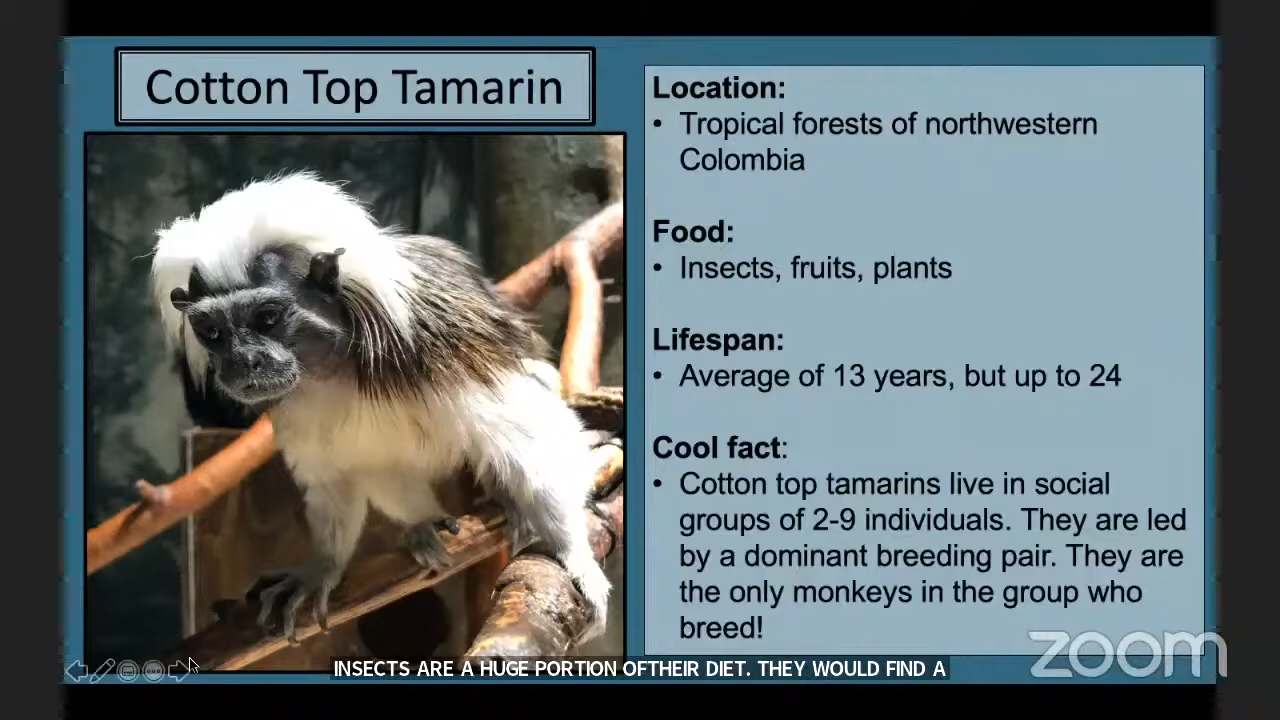 Cotton Top Tamarin
Location:
• Tropical forests of northwestern
Colombia
Food:
• Insects, fruits, plants
Lifespan:
• Average of 13 years, but up to 24
Cool fact:
• Cotton top tamarins live in social
groups of 2-9 individuals. They are led
by a dominant breeding pair. They are
the only monkeys in the group who
breed!
INSECTS ARE A HUGE PORTION OFTHEIR DIET. THEY WOULD FIND A
zoom